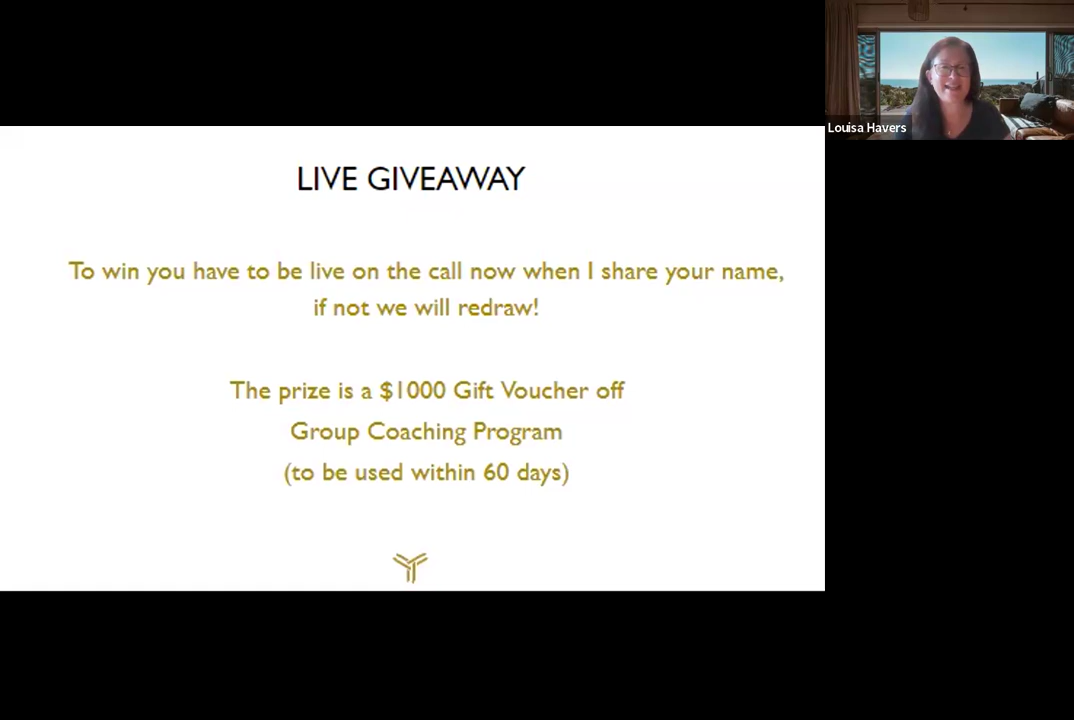 Louisa Havers
LIVE GIVEAWAY
To win you have to be live on the call now when I share your name,
if not we will redraw!
The prize is a $1000 Gift Voucher off
Group Coaching Program
(to be used within 60 days)